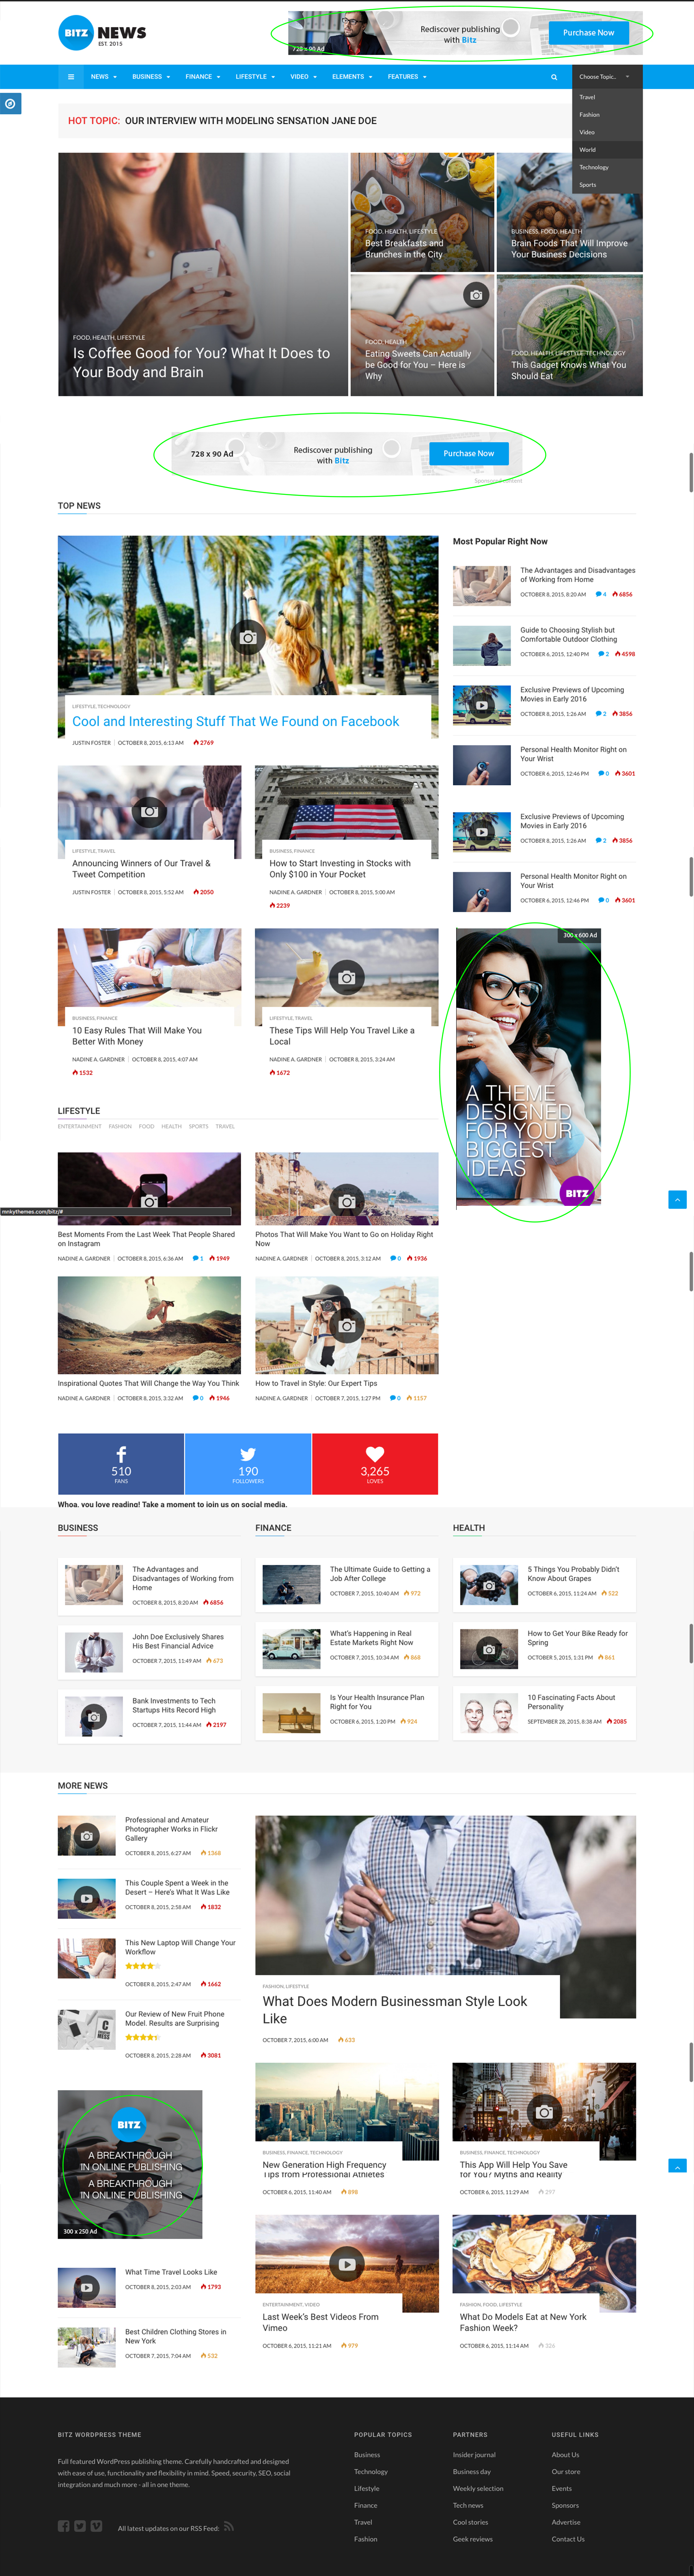 BITZ NEWS
EST. 2015
728 x 90 Ad
Rediscover publishing
with Bitz
Purchase Now
NEWS BUSINESS FINANCE LIFESTYLE VIDEO ELEMENTS FEATURES
Choose Topic..
Travel
Fashion
Video
World
Technology
Sports
HOT TOPIC: OUR INTERVIEW WITH MODELING SENSATION JANE DOE
FOOD, HEALTH, LIFESTYLE
Is Coffee Good for You? What It Does to
Your Body and Brain
FOOD, HEALTH, LIFESTYLE
Best Breakfasts and
Brunches in the City
BUSINESS, FOOD, HEALTH
Brain Foods That Will Improve
Your Business Decisions
FOOD, HEALTH
Eating Sweets Can Actually
be Good for You – Here is
Why
FOOD, HEALTH, LIFESTYLE, TECHNOLOGY
This Gadget Knows What You
Should Eat
728 x 90 Ad
Rediscover publishing
with Bitz
Purchase Now
Sponsored content
TOP NEWS
LIFESTYLE, TECHNOLOGY
Cool and Interesting Stuff That We Found on Facebook
JUSTIN FOSTER OCTOBER 8, 2015, 6:13 AM 2769
LIFESTYLE, TRAVEL
Announcing Winners of Our Travel &
Tweet Competition
JUSTIN FOSTER OCTOBER 8, 2015, 5:52 AM 2050
BUSINESS, FINANCE
How to Start Investing in Stocks with
Only $100 in Your Pocket
NADINE A. GARDNER OCTOBER 8, 2015, 5:00 AM
2239
BUSINESS, FINANCE
10 Easy Rules That Will Make You
Better With Money
NADINE A. GARDNER OCTOBER 8, 2015, 4:07 AM
1532
LIFESTYLE, TRAVEL
These Tips Will Help You Travel Like a
Local
NADINE A. GARDNER OCTOBER 8, 2015, 3:24 AM
1672
Most Popular Right Now
The Advantages and Disadvantages
of Working from Home
OCTOBER 8, 2015, 8:20 AM 4 6856
Guide to Choosing Stylish but
Comfortable Outdoor Clothing
OCTOBER 6, 2015, 12:40 PM 2 4598
Exclusive Previews of Upcoming
Movies in Early 2016
OCTOBER 8, 2015, 1:26 AM 2 3856
Personal Health Monitor Right on
Your Wrist
OCTOBER 6, 2015, 12:46 PM 0 3601
Exclusive Previews of Upcoming
Movies in Early 2016
OCTOBER 8, 2015, 1:26 AM 2 3856
Personal Health Monitor Right on
Your Wrist
OCTOBER 6, 2015, 12:46 PM 0 3601
300 x 600 Ad
A THEME
DESIGNED
FOR YOUR
BIGGEST
IDEAS
BITZ
LIFESTYLE
ENTERTAINMENT FASHION FOOD HEALTH SPORTS TRAVEL
mnkythemes.com/bitz/#
Best Moments From the Last Week That People Shared
on Instagram
NADINE A. GARDNER OCTOBER 8, 2015, 6:36 AM 1 1949
Photos That Will Make You Want to Go on Holiday Right
Now
NADINE A. GARDNER OCTOBER 8, 2015, 3:12 AM 0 1936
Inspirational Quotes That Will Change the Way You Think
NADINE A. GARDNER OCTOBER 8, 2015, 3:32 AM 0 1946
How to Travel in Style: Our Expert Tips
NADINE A. GARDNER OCTOBER 7, 2015, 1:27 PM 0 1157
510
FANS
190
FOLLOWERS
3,265
LOVES
Whoa, you love reading! Take a moment to join us on social media.
BUSINESS
The Advantages and
Disadvantages of Working from
Home
OCTOBER 8, 2015, 8:20 AM 6856
John Doe Exclusively Shares
His Best Financial Advice
OCTOBER 7, 2015, 11:49 AM 673
Bank Investments to Tech
Startups Hits Record High
OCTOBER 7, 2015, 11:44 AM 2197
FINANCE
The Ultimate Guide to Getting a
Job After College
OCTOBER 7, 2015, 10:40 AM 972
What's Happening in Real
Estate Markets Right Now
OCTOBER 7, 2015, 10:34 AM 868
Is Your Health Insurance Plan
Right for You
OCTOBER 6, 2015, 1:20 PM 924
HEALTH
5 Things You Probably Didn't
Know About Grapes
OCTOBER 6, 2015, 11:24 AM 522
How to Get Your Bike Ready for
Spring
OCTOBER 5, 2015, 1:31 PM 861
10 Fascinating Facts About
Personality
SEPTEMBER 28, 2015, 8:38 AM 2085
MORE NEWS
Professional and Amateur
Photographer Works in Flickr
Gallery
OCTOBER 8, 2015, 6:27 AM 1368
This Couple Spent a Week in the
Desert – Here's What It Was Like
OCTOBER 8, 2015, 2:58 AM 1832
This New Laptop Will Change Your
Workflow
OCTOBER 8, 2015, 2:47 AM 1662
Our Review of New Fruit Phone
Model. Results are Surprising
OCTOBER 8, 2015, 2:28 AM 3081
BITZ
A BREAKTHROUGH
IN ONLINE PUBLISHING
A BREAKTHROUGH
IN ONLINE PUBLISHING
300 x 250 Ad
What Time Travel Looks Like
OCTOBER 8, 2015, 2:03 AM 1793
Best Children Clothing Stores in
New York
OCTOBER 7, 2015, 7:04 AM 532
FASHION, LIFESTYLE
What Does Modern Businessman Style Look
Like
OCTOBER 7, 2015, 6:00 AM 633
BUSINESS, FINANCE, TECHNOLOGY
New Generation High Frequency
Tips from Professional Athletes
OCTOBER 6, 2015, 11:40 AM 898
BUSINESS, FINANCE, TECHNOLOGY
This App Will Help You Save
for You? Myths and Reality
OCTOBER 6, 2015, 11:29 AM 297
ENTERTAINMENT, VIDEO
Last Week's Best Videos From
Vimeo
OCTOBER 6, 2015, 11:21 AM 979
FASHION, FOOD, LIFESTYLE
What Do Models Eat at New York
Fashion Week?
OCTOBER 6, 2015, 11:14 AM 326
BITZ WORDPRESS THEME
Full featured WordPress publishing theme. Carefully handcrafted and designed
with ease of use, functionality and flexibility in mind. Speed, security, SEO, social
integration and much more - all in one theme.
All latest updates on our RSS Feed:
POPULAR TOPICS
Business
Technology
Lifestyle
Finance
Travel
Fashion
PARTNERS
Insider journal
Business day
Weekly selection
Tech news
Cool stories
Geek reviews
USEFUL LINKS
About Us
Our store
Events
Sponsors
Advertise
Contact Us